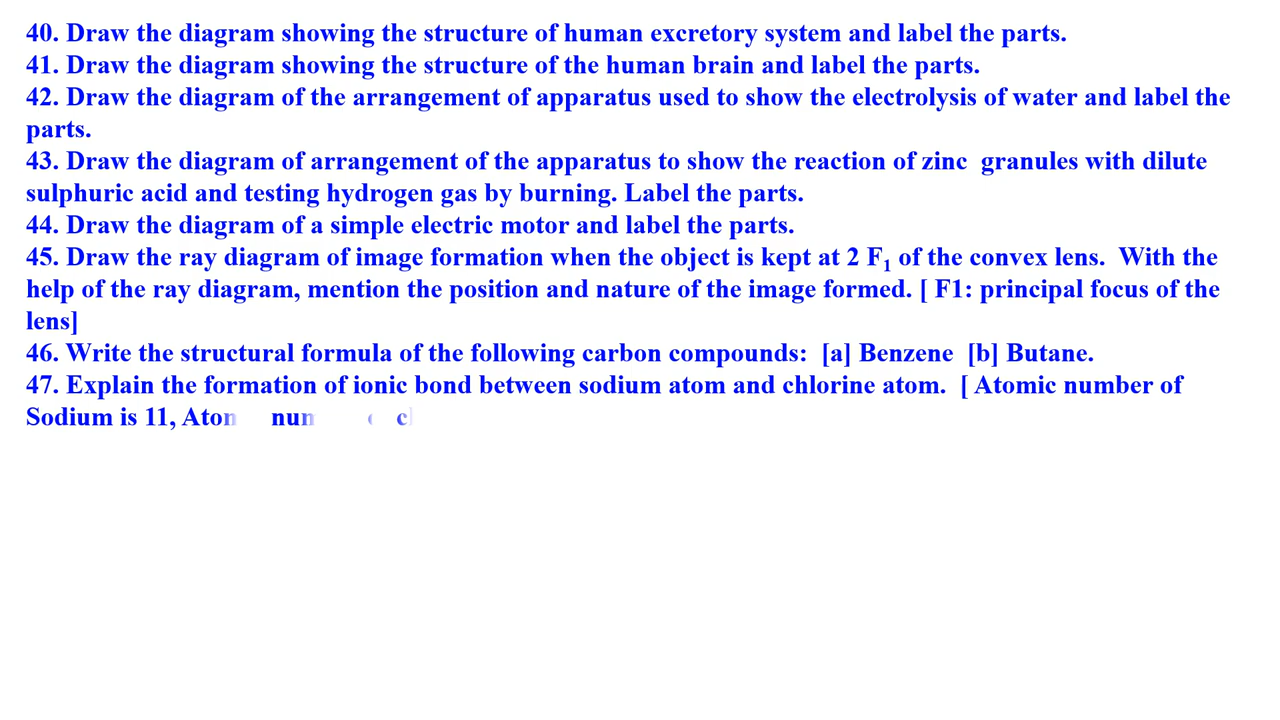 40. Draw the diagram showing the structure of human excretory system and label the parts.
41. Draw the diagram showing the structure of the human brain and label the parts.
42. Draw the diagram of the arrangement of apparatus used to show the electrolysis of water and label the
parts.
43. Draw the diagram of arrangement of the apparatus to show the reaction of zinc  granules with dilute
sulphuric acid and testing hydrogen gas by burning. Label the parts.
44. Draw the diagram of a simple electric motor and label the parts.
45. Draw the ray diagram of image formation when the object is kept at 2 F₁ of the convex lens.  With the
help of the ray diagram, mention the position and nature of the image formed. [ F1: principal focus of the
lens]
46. Write the structural formula of the following carbon compounds:  [a] Benzene  [b] Butane.
47. Explain the formation of ionic bond between sodium atom and chlorine atom.  [ Atomic number of
Sodium is 11,